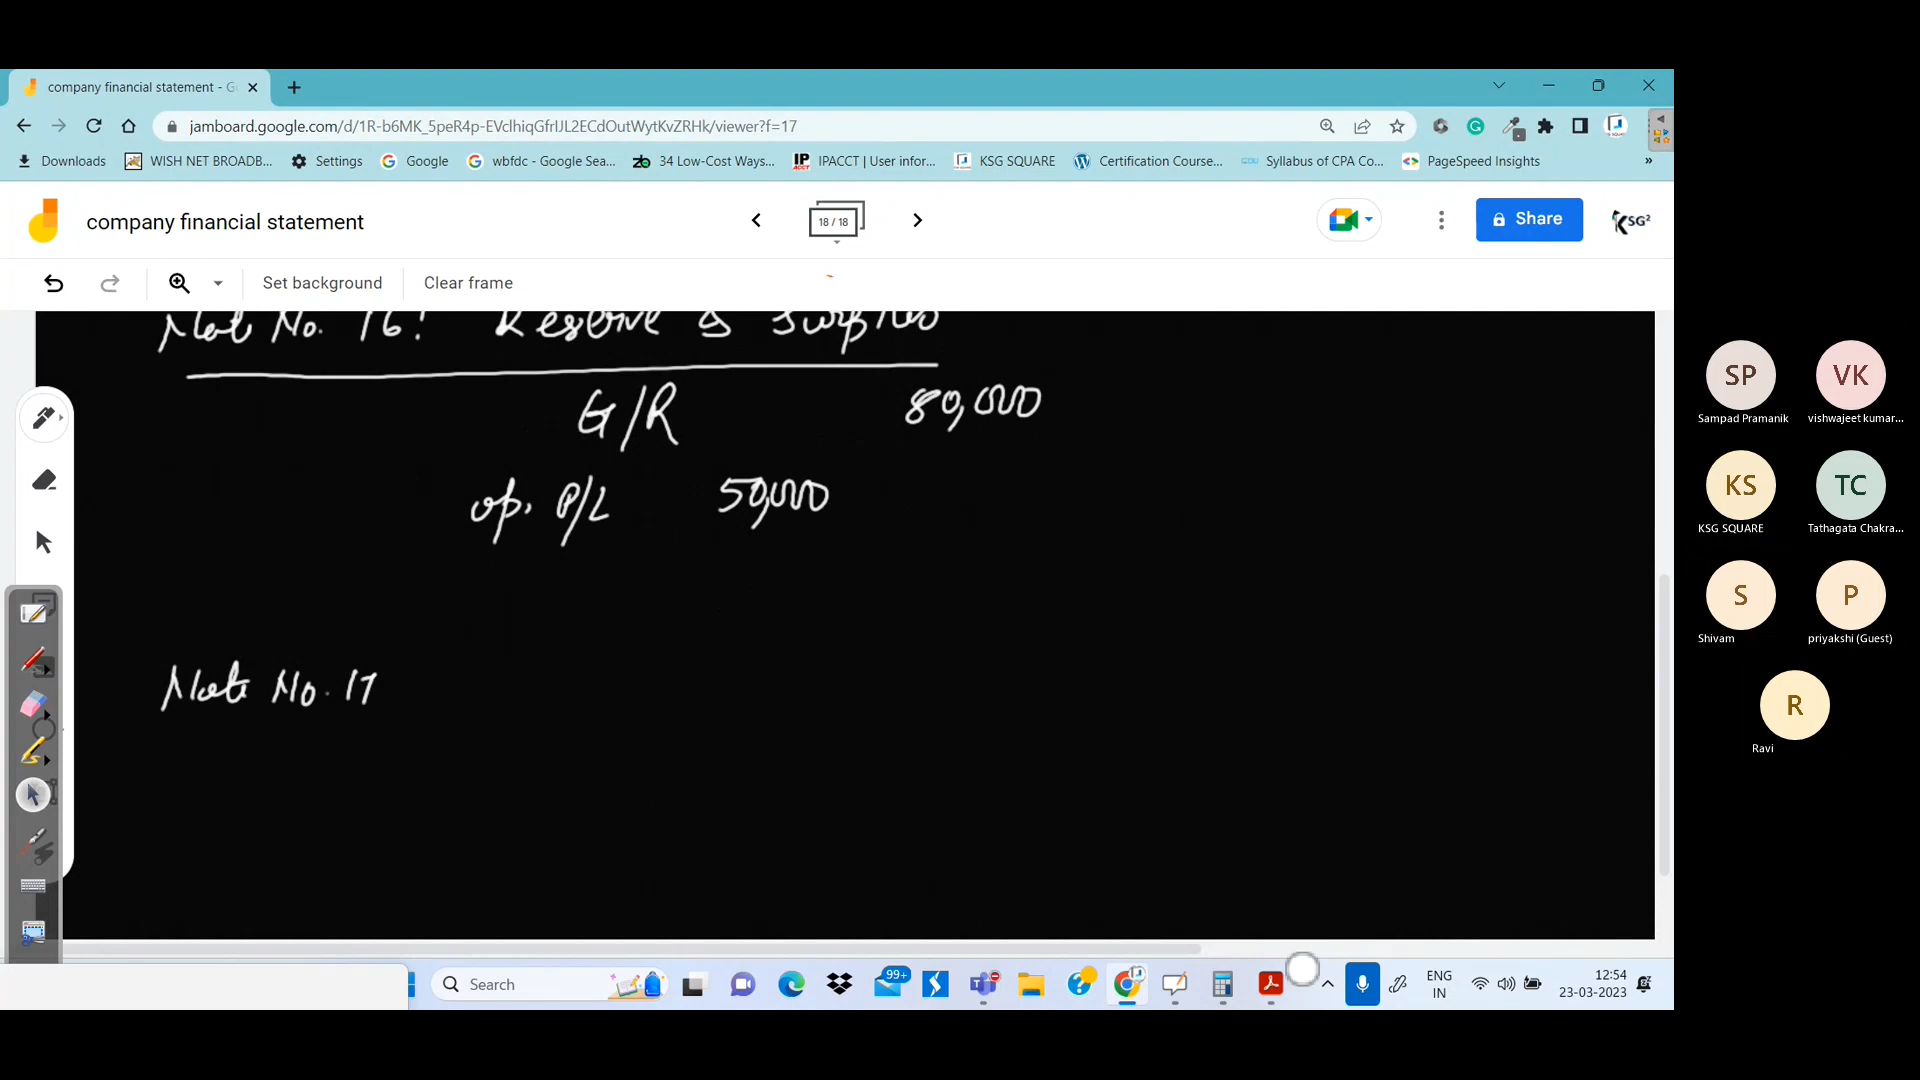 company financial statement - G
jamboard.google.com/d/1R-b6MK_5peR4p-EVclhiqGfrIJL2ECdOutWytKvZRHk/viewer?f=17
Downloads WISH NET BROADB... Settings Google wbfdc - Google Sea... 34 Low-Cost Ways... IPACCT | User infor... KSG SQUARE Certification Course... Syllabus of CPA Co... PageSpeed Insights »
company financial statement 18 / 18 Share KSG²
Set background Clear frame
Note No. 16: Reserve & Surplus
G/R 80,000
op. P/L 50,000
Note No. 17
SP VK
Sampad Pramanik vishwajeet kumar...
KS TC
KSG SQUARE Tathagata Chakra...
S P
Shivam priyakshi (Guest)
R
Ravi
Search 99+ ENG 12:54
IN 23-03-2023